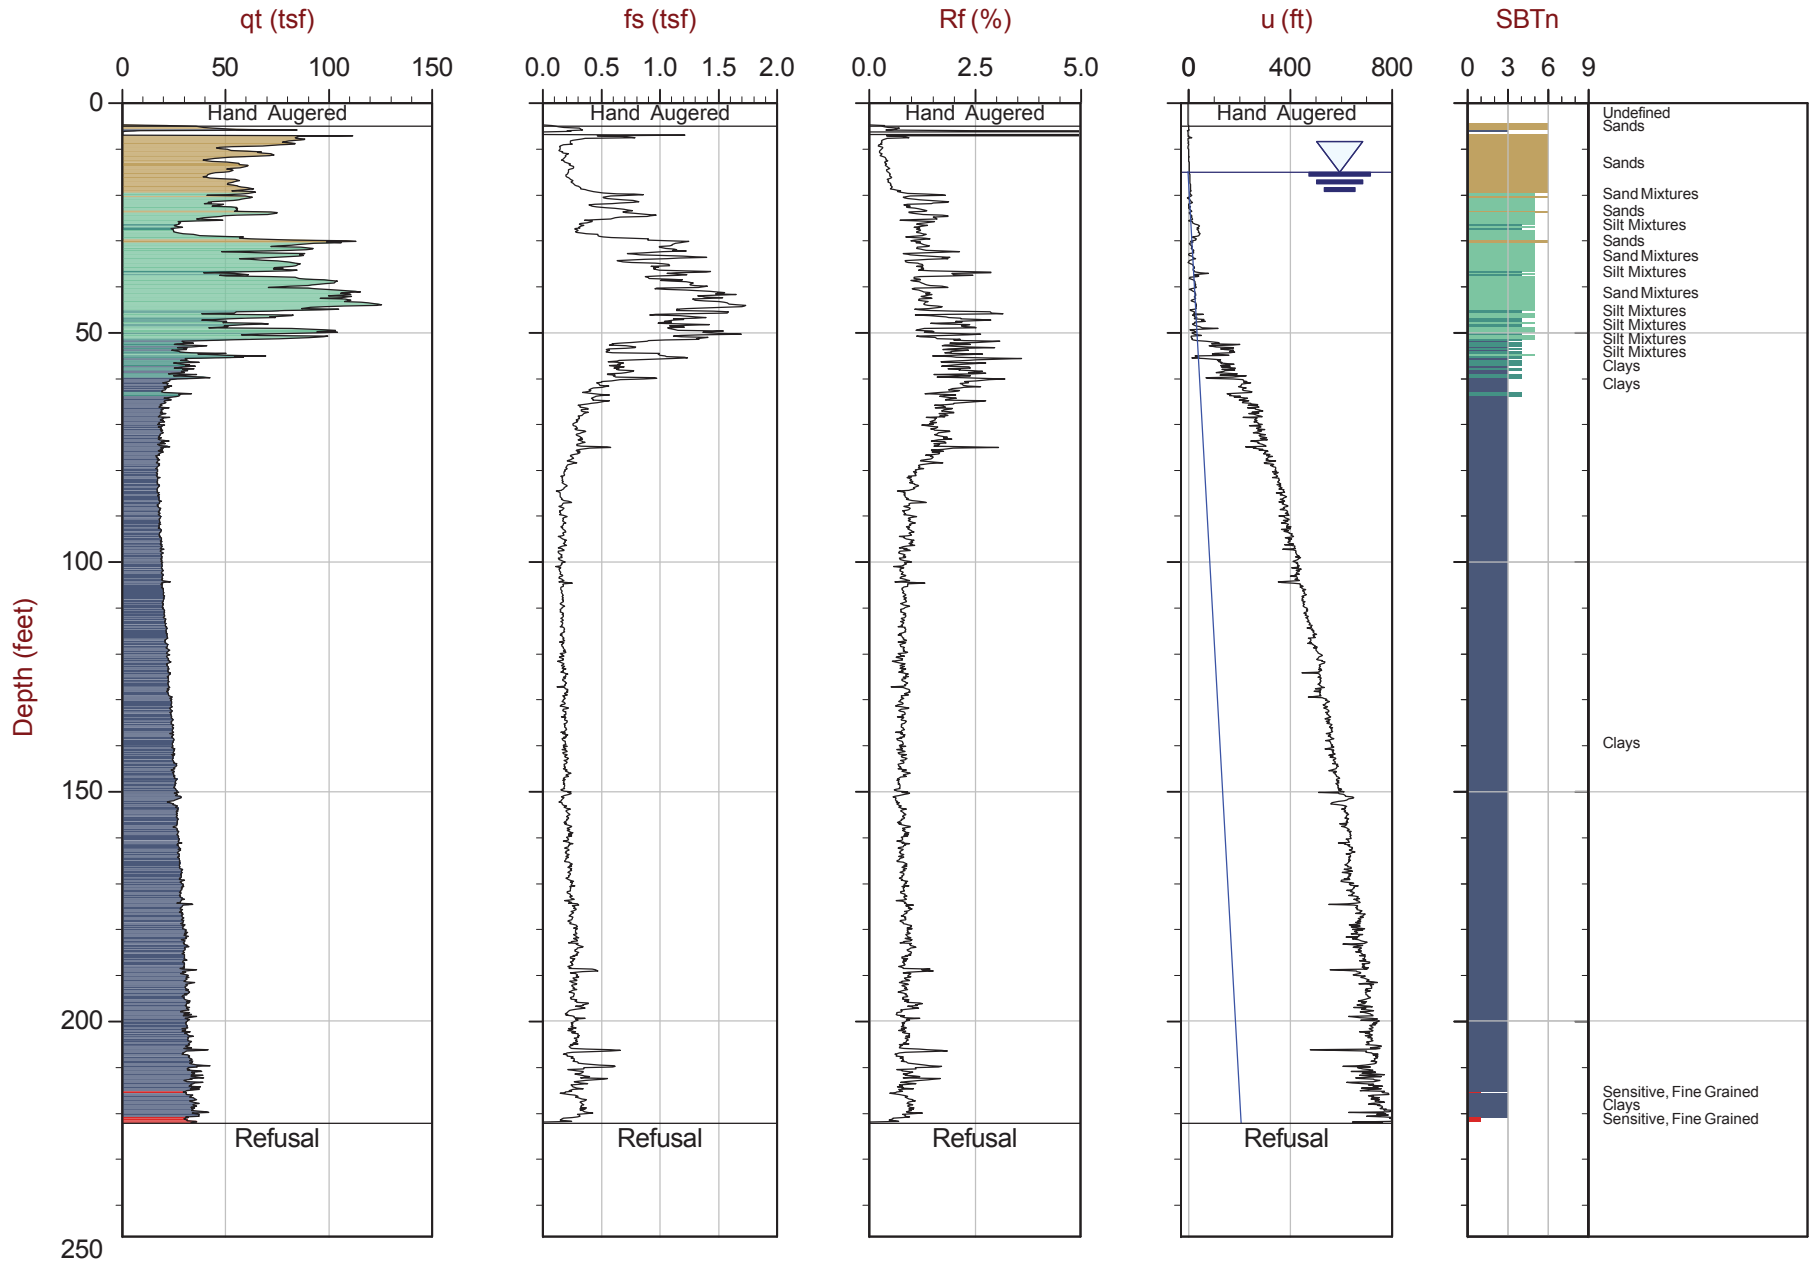 qt (tsf) fs (tsf) Rf (%) u (ft) SBTn
0 50 100 150 0.0 0.5 1.0 1.5 2.0 0.0 2.5 5.0 0 400 800 0 3 6 9
0
Hand Augered Hand Augered Hand Augered Hand Augered Undefined
Sands
Sands
Sand Mixtures
Sands
Silt Mixtures
Sands
Sand Mixtures
Silt Mixtures
Sand Mixtures
Silt Mixtures
Silt Mixtures
50
Silt Mixtures
Silt Mixtures
Clays
Clays
100
Depth (feet)
Clays
150
200
Sensitive, Fine Grained
Clays
Sensitive, Fine Grained
Refusal Refusal Refusal Refusal
250